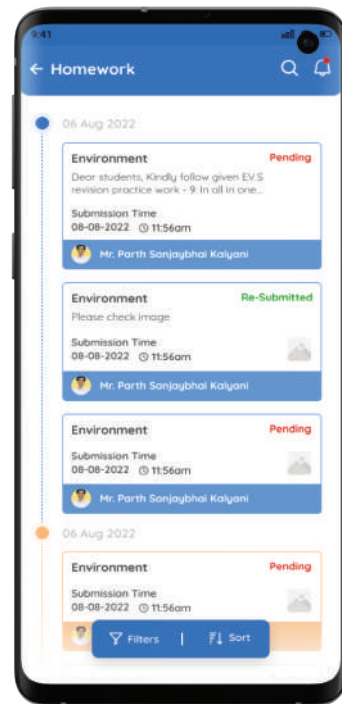 9:41
Homework
06 Aug 2022
Environment Pending
Dear students, Kindly follow given EV.S
revision practice work - 9: In all in one...
Submission Time
08-08-2022 11:56am
Mr. Parth Sanjaybhai Kalyani
Environment Re-Submitted
Please check image
Submission Time
08-08-2022 11:56am
Mr. Parth Sanjaybhai Kalyani
Environment Pending
Submission Time
08-08-2022 11:56am
Mr. Parth Sanjaybhai Kalyani
06 Aug 2022
Environment Pending
Submission Time
08-08-2022 11:56am
Filters | Sort